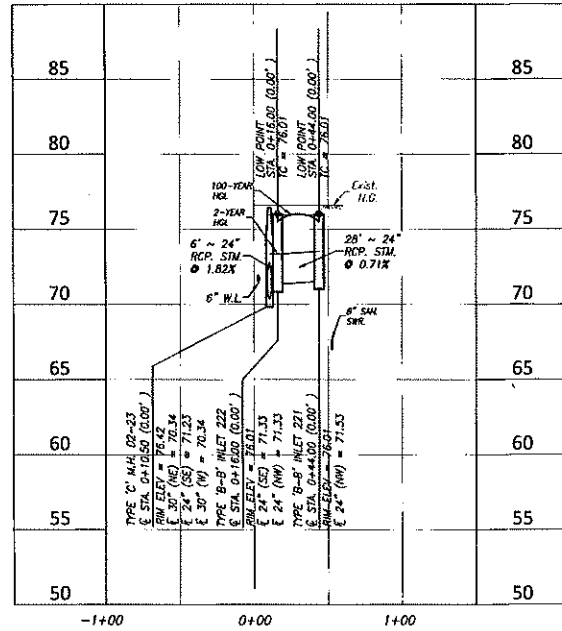 85 85
80 80
75 75
70 70
65 65
60 60
55 55
50 50
LOW POINT
STA. 0+16.00 (0.00')
TC = 76.01
LOW POINT
STA. 0+44.00 (0.00')
TC = 76.01
Exist.
N.G.
100-YEAR
HGL
2-YEAR
HGL
6' ~ 24"
RCP. STM.
@ 1.82%
28' ~ 24"
RCP. STM.
@ 0.71%
6" W.L.
8" SAN.
SWR.
TYPE 'C' M.H. D2-23
℄ STA. 0+10.50 (0.00')
RIM ELEV = 76.42
30" (NE) = 70.34
24" (SE) = 71.23
30" (W) = 70.34
TYPE 'B-B' INLET 222
℄ STA. 0+16.00 (0.00')
RIM ELEV = 76.01
24" (SE) = 71.33
24" (NW) = 71.33
TYPE 'B-B' INLET 221
℄ STA. 0+44.00 (0.00')
RIM ELEV = 76.01
24" (NW) = 71.53
-1+00 0+00 1+00